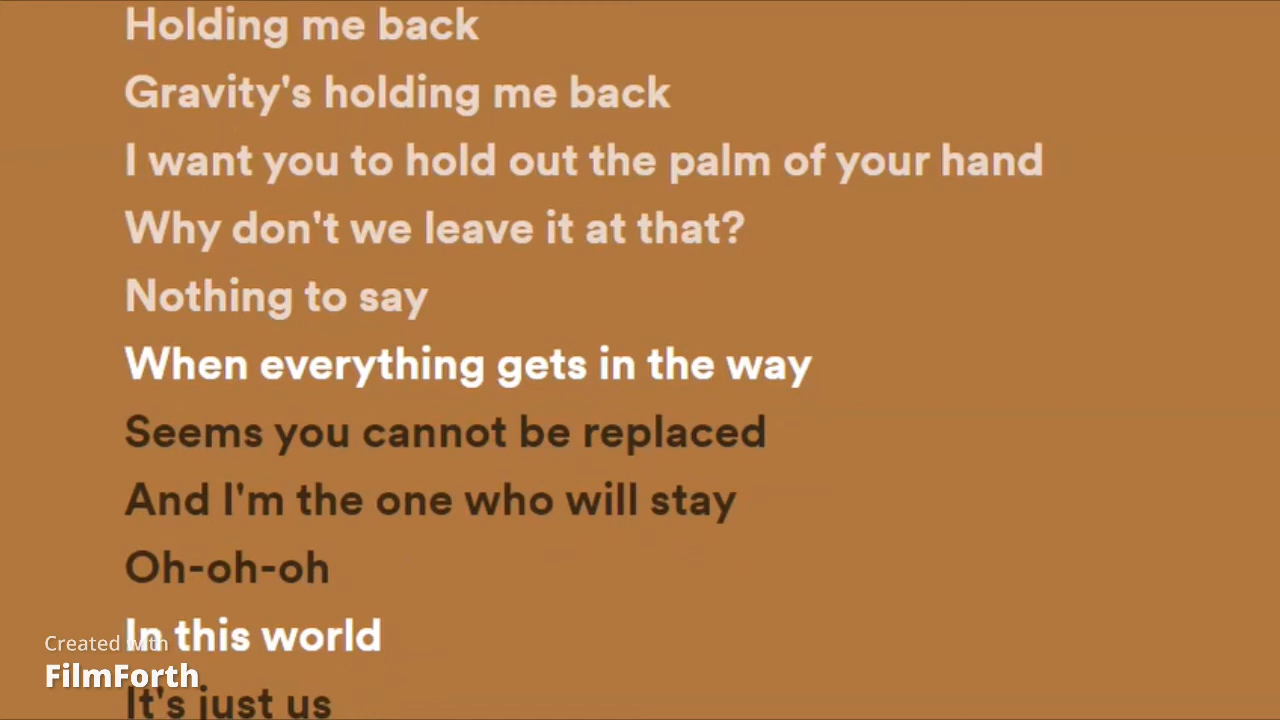 Holding me back
Gravity's holding me back
I want you to hold out the palm of your hand
Why don't we leave it at that?
Nothing to say
When everything gets in the way
Seems you cannot be replaced
And I'm the one who will stay
Oh-oh-oh
In this world
Created with
FilmForth
It's just us